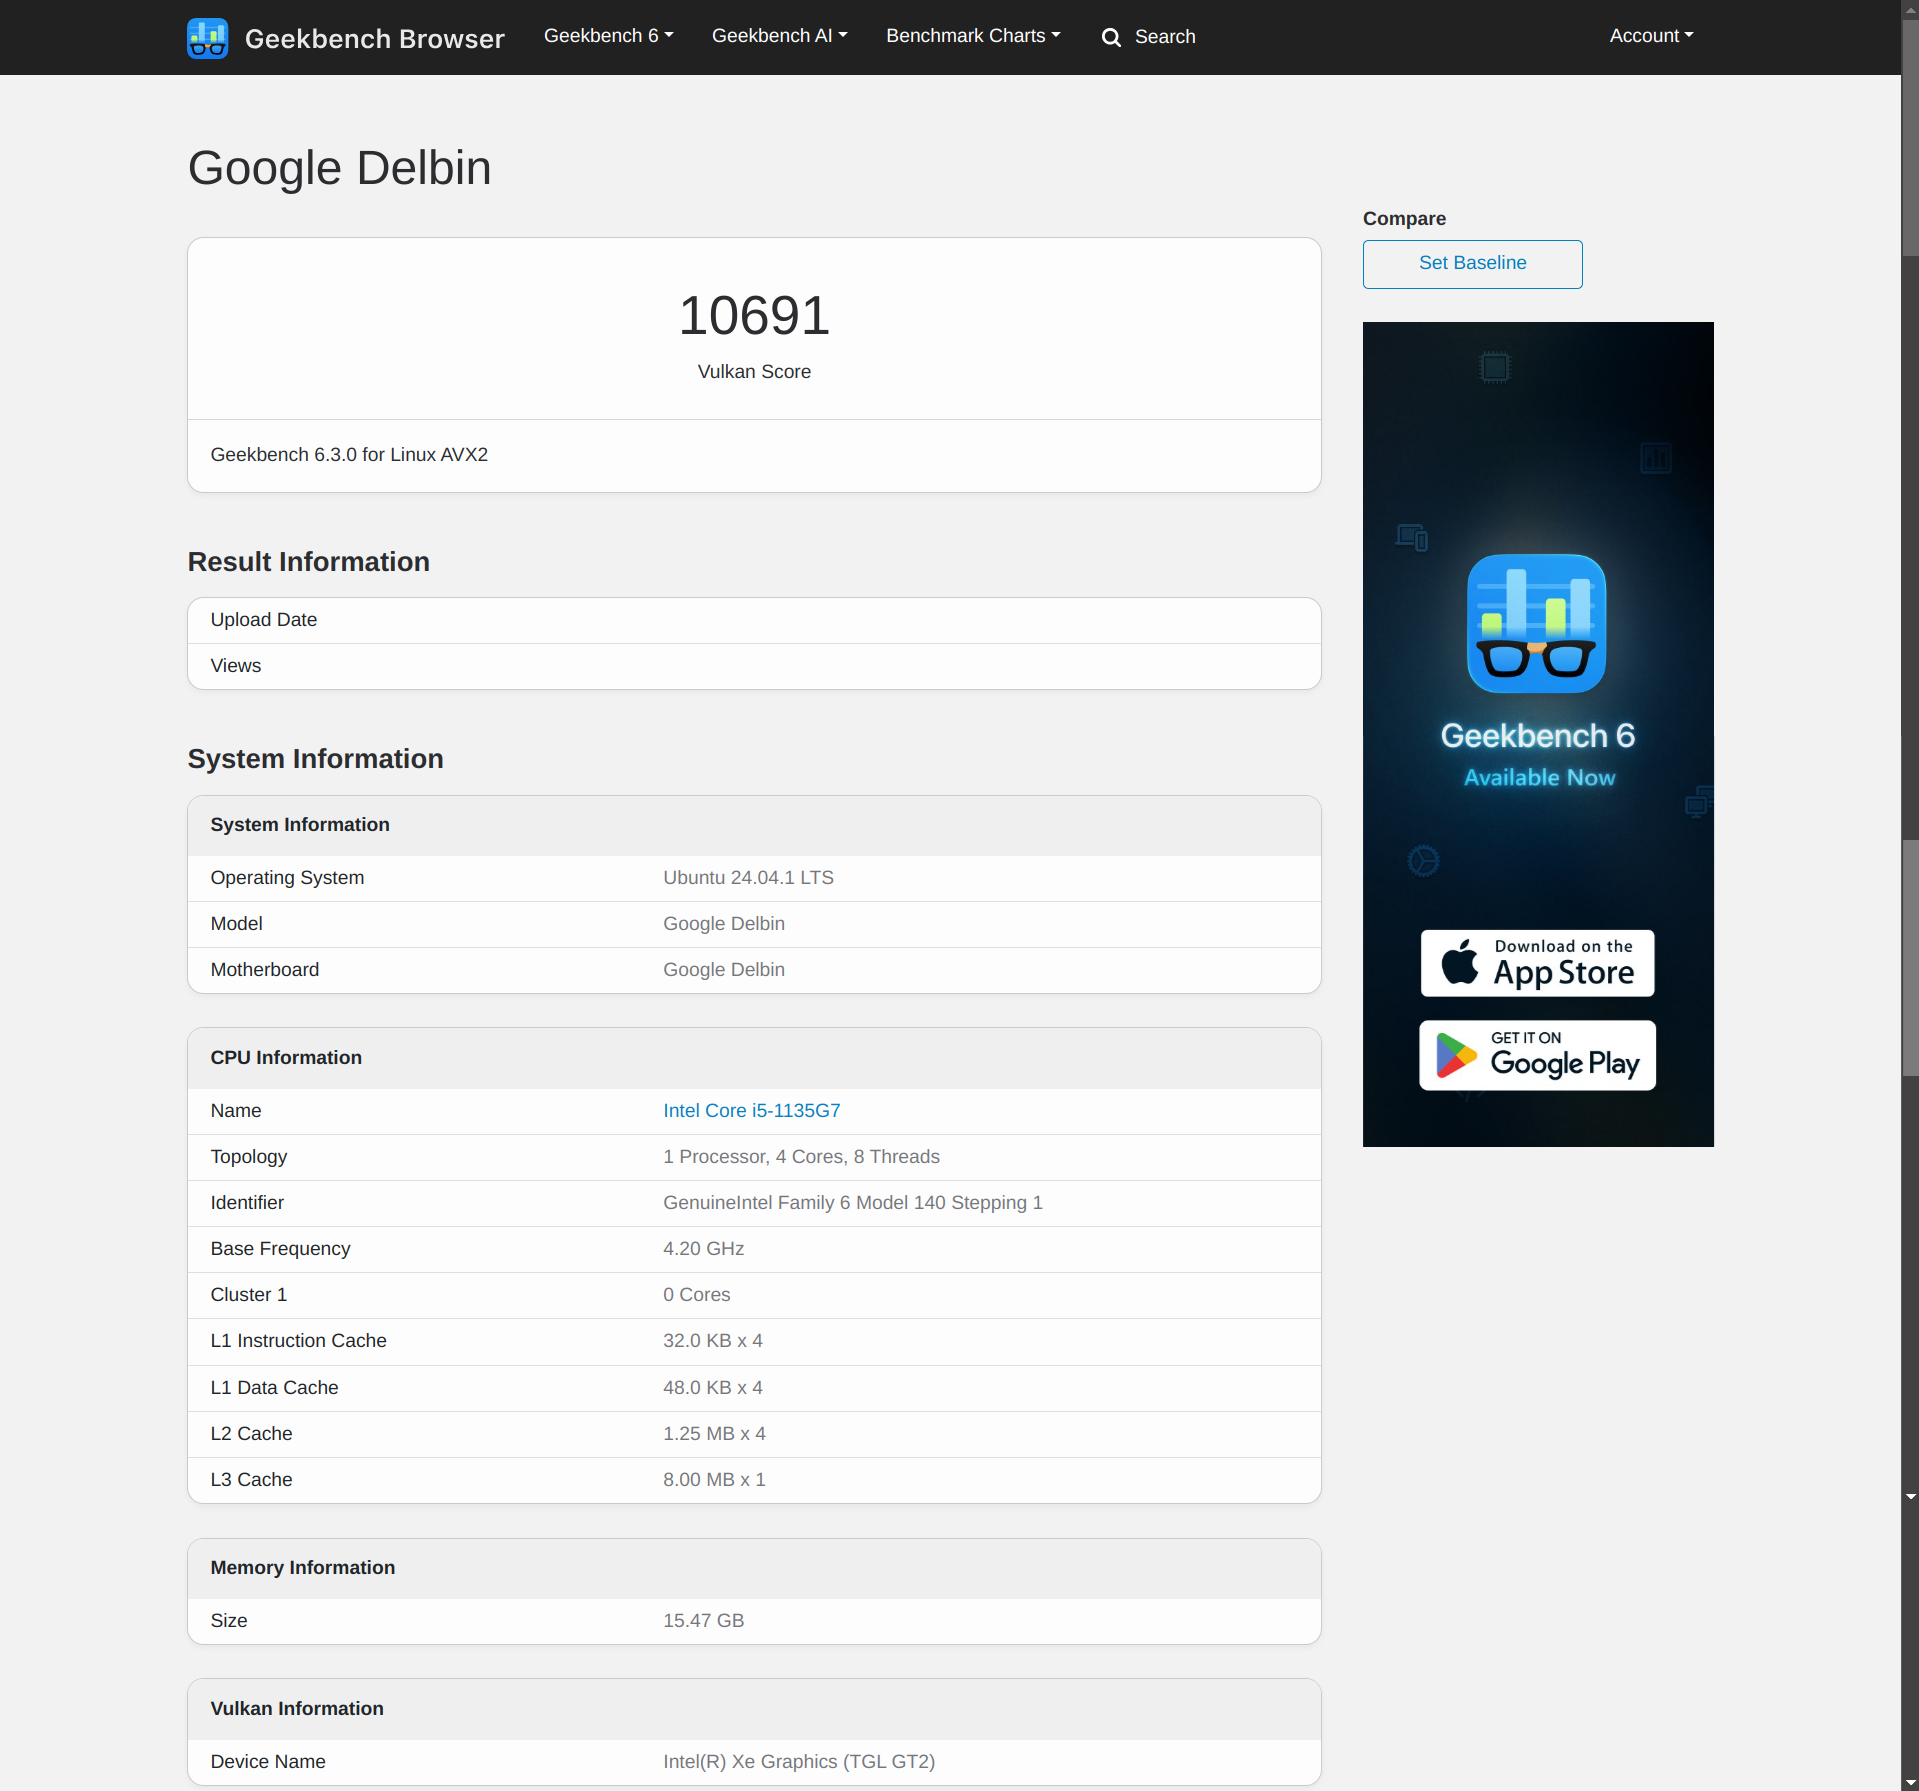 Geekbench Browser Geekbench 6 Geekbench AI Benchmark Charts Search Account
Google Delbin
10691
Vulkan Score
Geekbench 6.3.0 for Linux AVX2
Result Information
Upload Date
Views
System Information
System Information
Operating System Ubuntu 24.04.1 LTS
Model Google Delbin
Motherboard Google Delbin
CPU Information
Name Intel Core i5-1135G7
Topology 1 Processor, 4 Cores, 8 Threads
Identifier GenuineIntel Family 6 Model 140 Stepping 1
Base Frequency 4.20 GHz
Cluster 1 0 Cores
L1 Instruction Cache 32.0 KB x 4
L1 Data Cache 48.0 KB x 4
L2 Cache 1.25 MB x 4
L3 Cache 8.00 MB x 1
Memory Information
Size 15.47 GB
Vulkan Information
Device Name Intel(R) Xe Graphics (TGL GT2)
Compare
Set Baseline
Geekbench 6
Available Now
Download on the
App Store
GET IT ON
Google Play